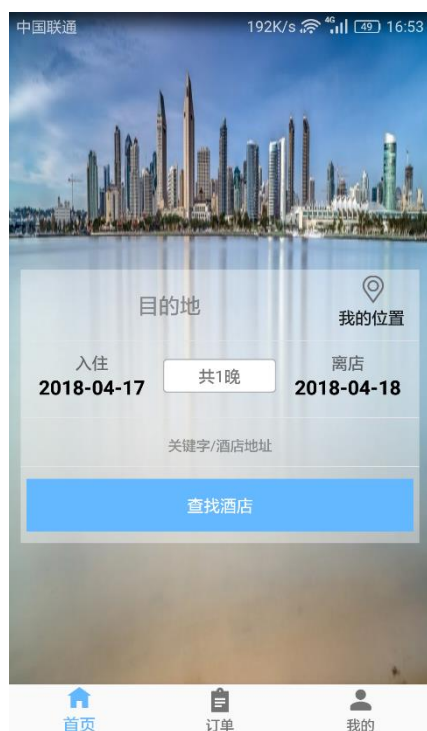 中国联通 192K/s 4G 49 16:53
目的地
我的位置
入住 离店
2018-04-17 共1晚 2018-04-18
关键字/酒店地址
查找酒店
首页 订单 我的